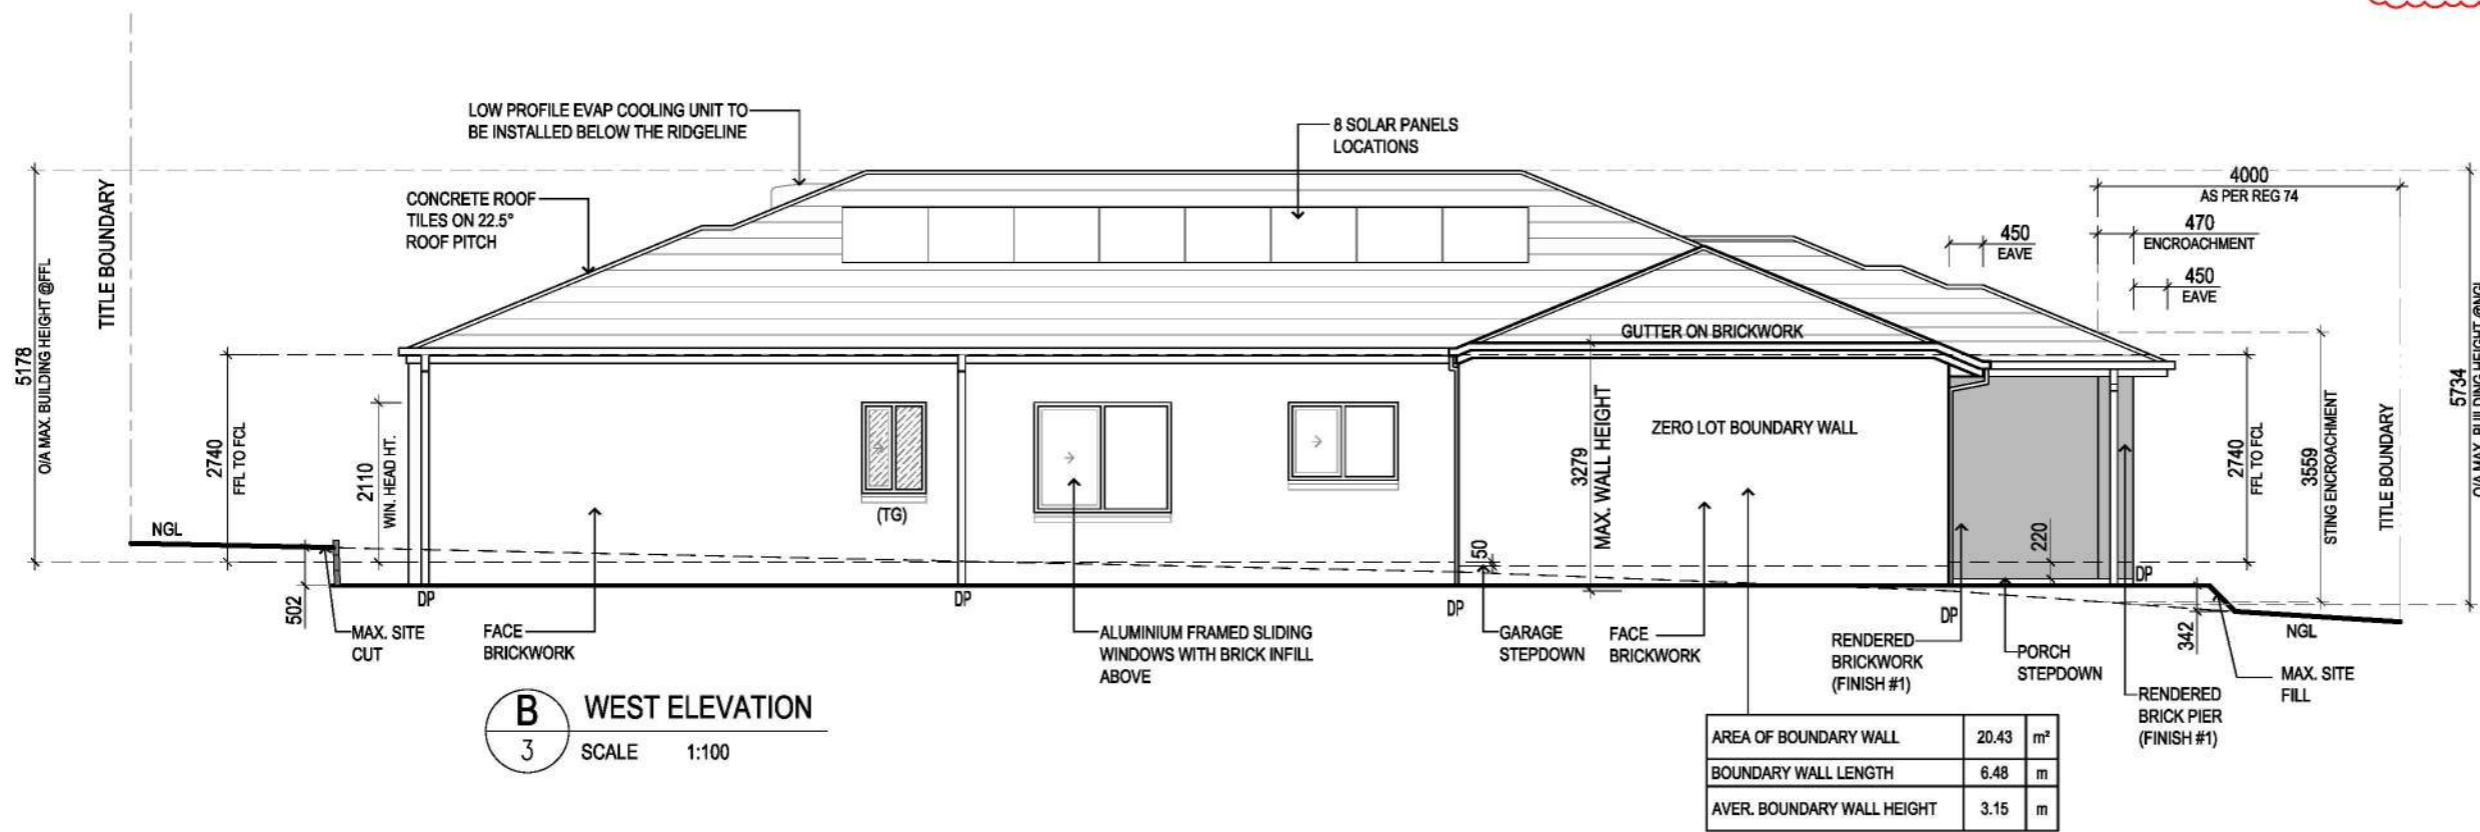 LOW PROFILE EVAP COOLING UNIT TO
BE INSTALLED BELOW THE RIDGELINE
8 SOLAR PANELS
LOCATIONS
CONCRETE ROOF
TILES ON 22.5°
ROOF PITCH
TITLE BOUNDARY
5178
O/A MAX. BUILDING HEIGHT @FFL
2740
FFL TO FCL
2110
WIN. HEAD HT.
NGL
502
MAX. SITE
CUT
DP
FACE
BRICKWORK
(TG)
DP
ALUMINIUM FRAMED SLIDING
WINDOWS WITH BRICK INFILL
ABOVE
DP
50
GARAGE
STEPDOWN
GUTTER ON BRICKWORK
3279
MAX. WALL HEIGHT
ZERO LOT BOUNDARY WALL
FACE
BRICKWORK
DP
RENDERED
BRICKWORK
(FINISH #1)
PORCH
STEPDOWN
220
DP
RENDERED
BRICK PIER
(FINISH #1)
342
MAX. SITE
FILL
NGL
4000
AS PER REG 74
470
ENCROACHMENT
450
EAVE
450
EAVE
2740
FFL TO FCL
3559
STING ENCROACHMENT
TITLE BOUNDARY
5734
O/A MAX. BUILDING HEIGHT @NGL
B
3
WEST ELEVATION
SCALE 1:100
AREA OF BOUNDARY WALL 20.43 m²
BOUNDARY WALL LENGTH 6.48 m
AVER. BOUNDARY WALL HEIGHT 3.15 m